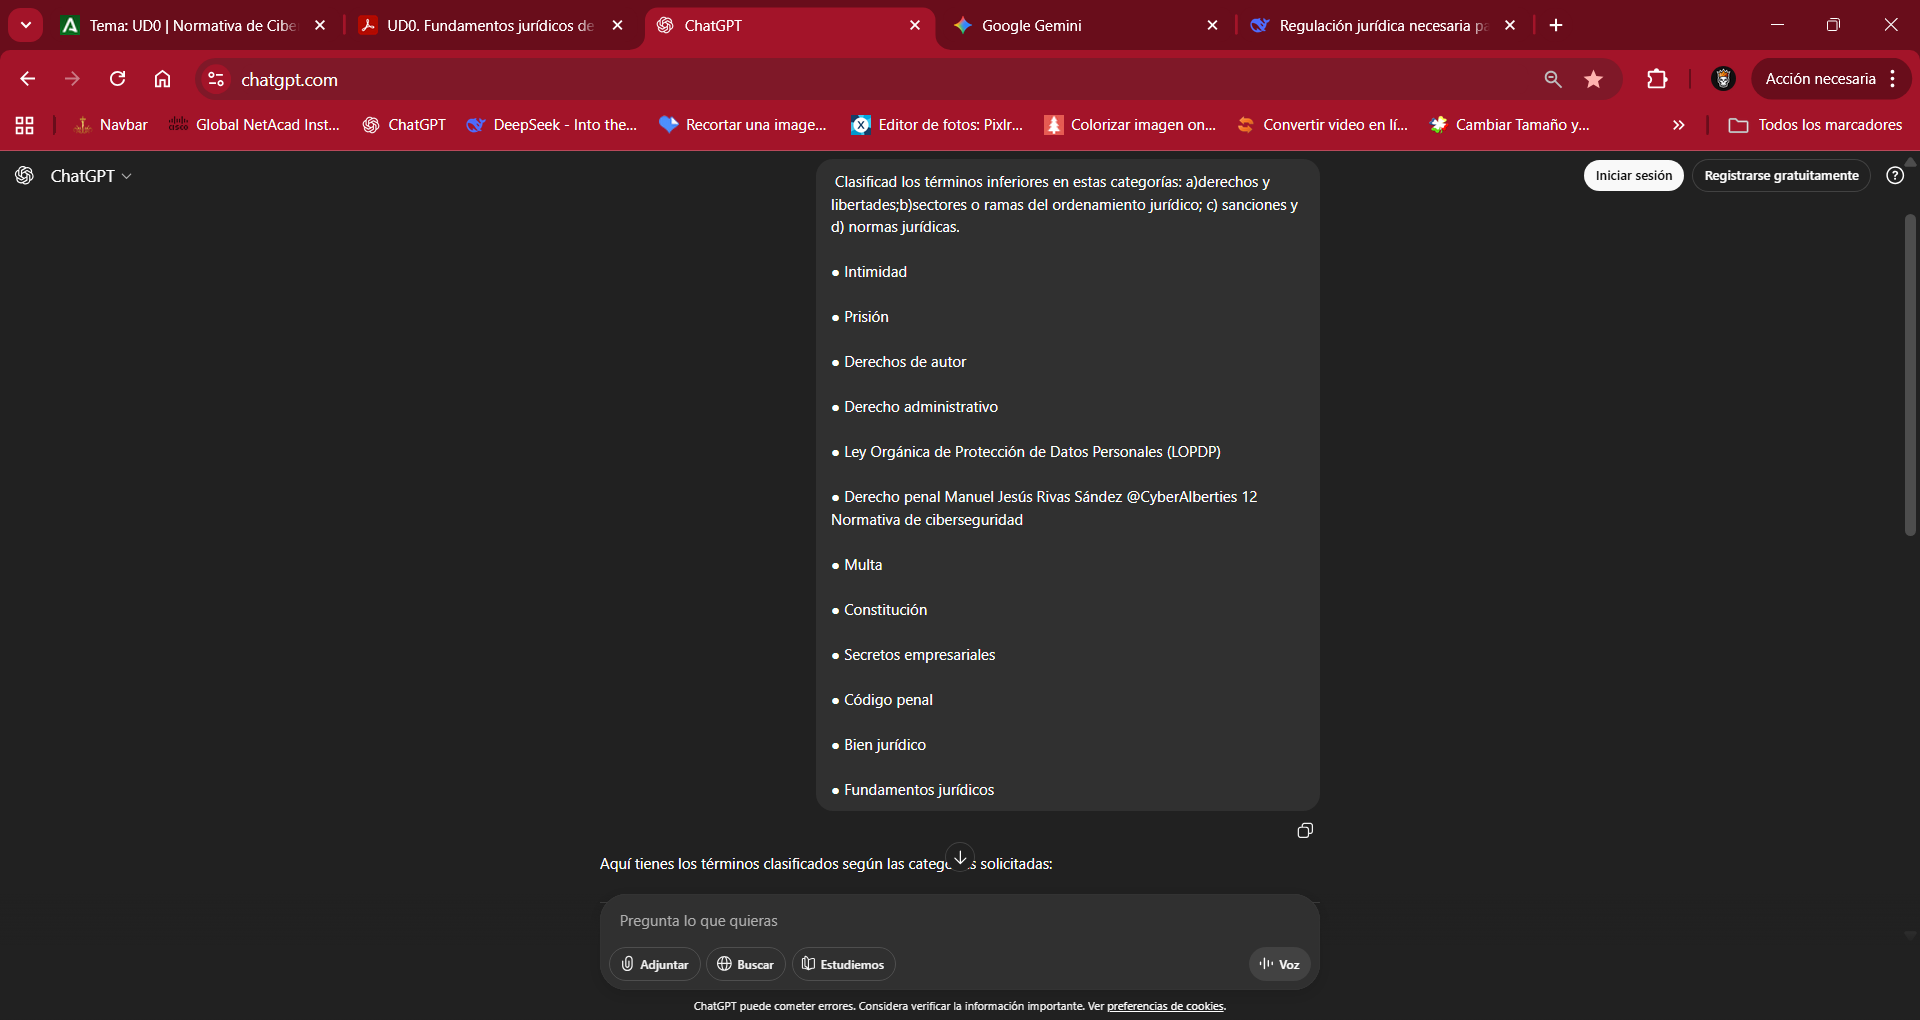 Tema: UD0 | Normativa de Cibe
UD0. Fundamentos jurídicos de
ChatGPT
Google Gemini
Regulación jurídica necesaria pa
chatgpt.com
Acción necesaria
Navbar
Global NetAcad Inst...
ChatGPT
DeepSeek - Into the...
Recortar una image...
Editor de fotos: Pixlr...
Colorizar imagen on...
Convertir video en lí...
Cambiar Tamaño y...
Todos los marcadores
ChatGPT
Iniciar sesión
Registrarse gratuitamente
Clasificad los términos inferiores en estas categorías: a)derechos y
libertades;b)sectores o ramas del ordenamiento jurídico; c) sanciones y
d) normas jurídicas.
● Intimidad
● Prisión
● Derechos de autor
● Derecho administrativo
● Ley Orgánica de Protección de Datos Personales (LOPDP)
● Derecho penal Manuel Jesús Rivas Sández @CyberAlberties 12
Normativa de ciberseguridad
● Multa
● Constitución
● Secretos empresariales
● Código penal
● Bien jurídico
● Fundamentos jurídicos
Aquí tienes los términos clasificados según las catego s solicitadas:
Pregunta lo que quieras
Adjuntar
Buscar
Estudiemos
Voz
ChatGPT puede cometer errores. Considera verificar la información importante. Ver preferencias de cookies.